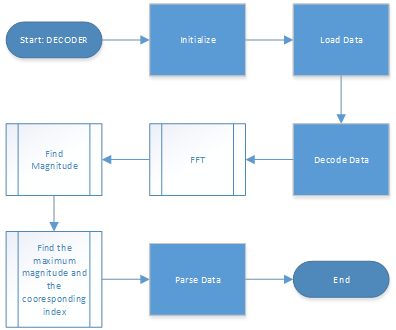 Start: DECODER
Initialize
Load Data
Find
Magnitude
FFT
Decode Data
Find the
maximum
magnitude and
the
cooresponding
index
Parse Data
End